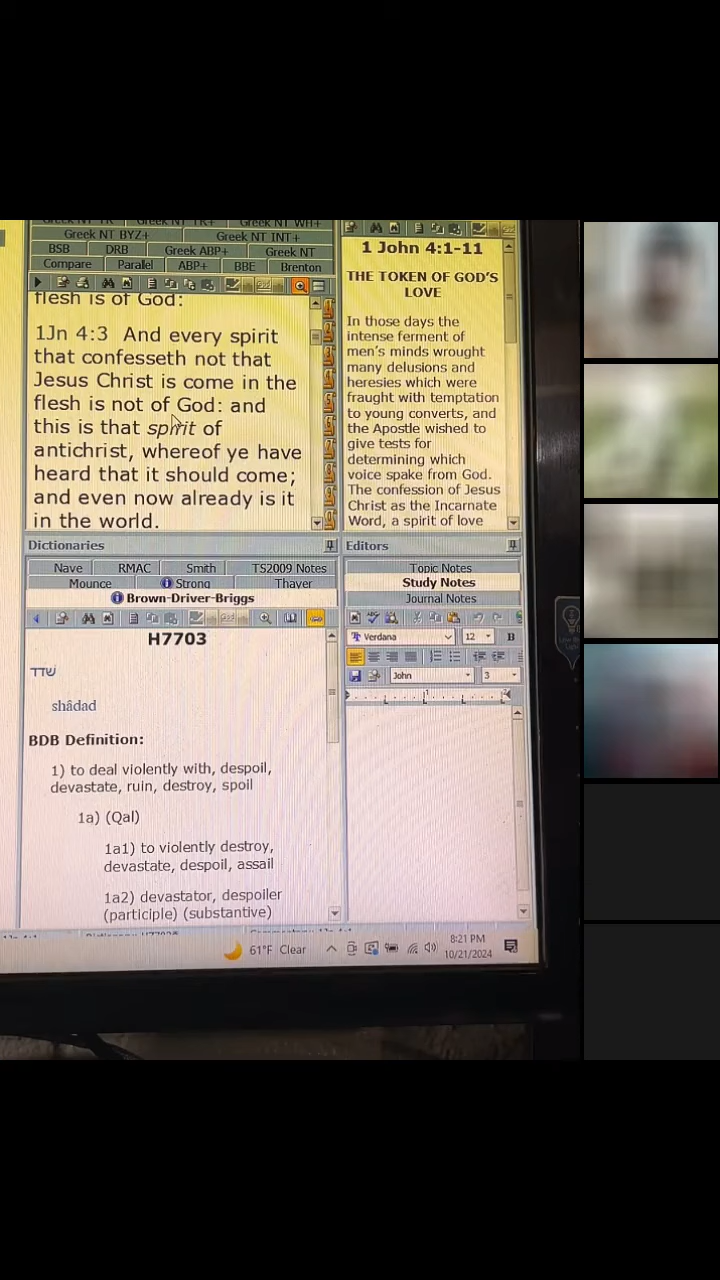 Greek NT BYZ+ Greek NT INT+
BSB DRB Greek ABP+ Greek NT
Compare Parallel ABP+ BBE Brenton
flesh is of God:
1Jn 4:3 And every spirit
that confesseth not that
Jesus Christ is come in the
flesh is not of God: and
this is that spirit of
antichrist, whereof ye have
heard that it should come;
and even now already is it
in the world.
1 John 4:1-11
THE TOKEN OF GOD'S
LOVE
In those days the
intense ferment of
men's minds wrought
many delusions and
heresies which were
fraught with temptation
to young converts, and
the Apostle wished to
give tests for
determining which
voice spake from God.
The confession of Jesus
Christ as the Incarnate
Word, a spirit of love
Dictionaries
Nave RMAC Smith TS2009 Notes
Mounce Strong Thaver
Brown-Driver-Briggs
H7703
שׁדד
shâdad
BDB Definition:
1) to deal violently with, despoil,
devastate, ruin, destroy, spoil
1a) (Qal)
1a1) to violently destroy,
devastate, despoil, assail
1a2) devastator, despoiler
(participle) (substantive)
Editors
Topic Notes
Study Notes
Journal Notes
Verdana 12 B
John 3
61°F Clear
8:21 PM
10/21/2024